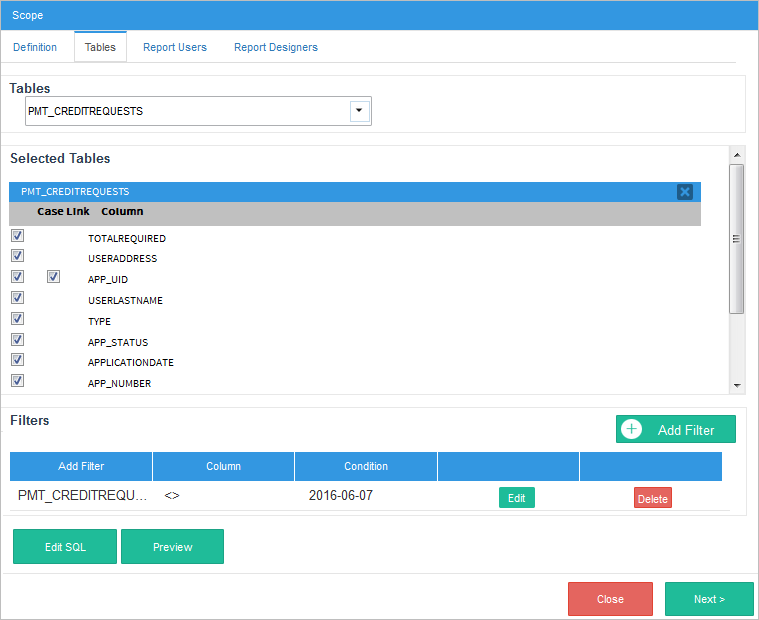 Scope
Definition Tables Report Users Report Designers
Tables
PMT_CREDITREQUESTS
Selected Tables
PMT_CREDITREQUESTS
Case Link Column
TOTALREQUIRED
USERADDRESS
APP_UID
USERLASTNAME
TYPE
APP_STATUS
APPLICATIONDATE
APP_NUMBER
Filters
Add Filter
Add Filter Column Condition
PMT_CREDITREQU... <> 2016-06-07 Edit Delete
Edit SQL Preview
Close Next >